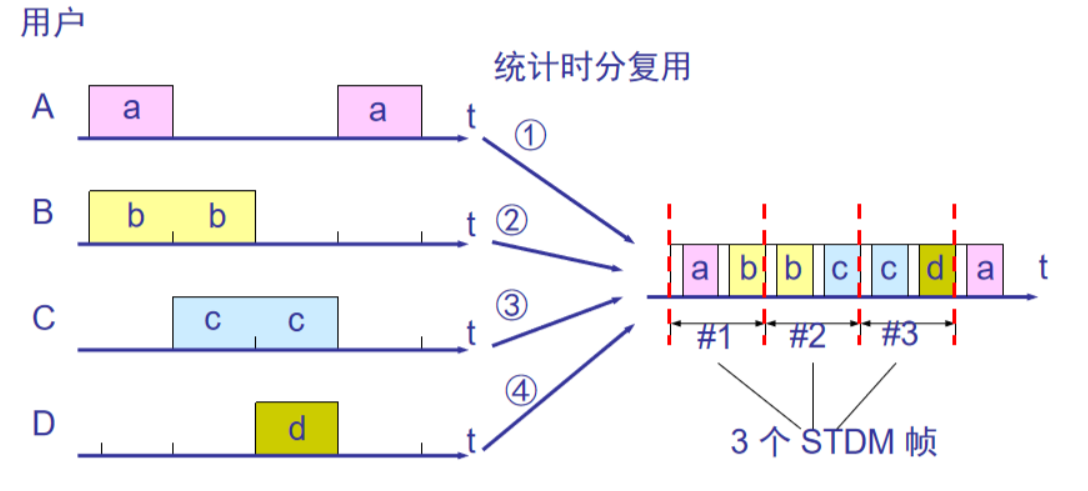 用户
统计时分复用
A a a t ①
B b b t ②
a b b c c d a t
C c c t ③
#1 #2 #3
④
D d t
3 个 STDM 帧